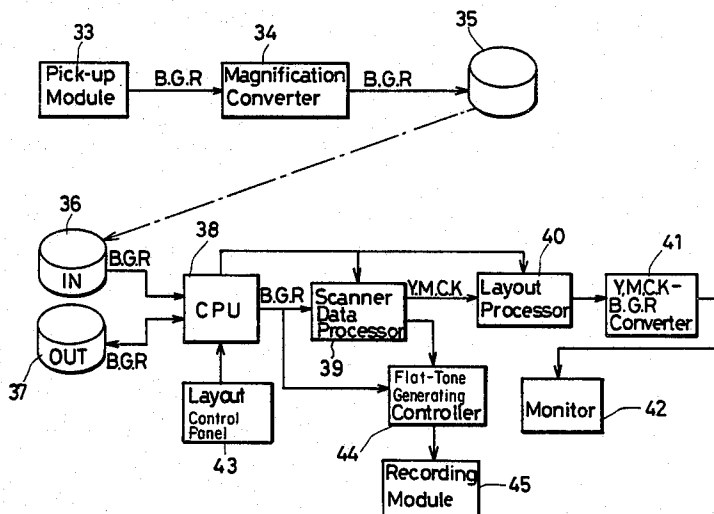 33
34
35
Pick-up
Module
B.G.R
Magnification
Converter
B.G.R
36
IN
B.G.R
OUT
37
B.G.R
38
CPU
B.G.R
Layout
Control
Panel
43
Scanner
Data
Processor
39
Y.M.C.K
40
Layout
Processor
41
Y.M.C.K-
B.G.R
Converter
Flat-Tone
Generating
Controller
44
Monitor
42
Recording
Module
45